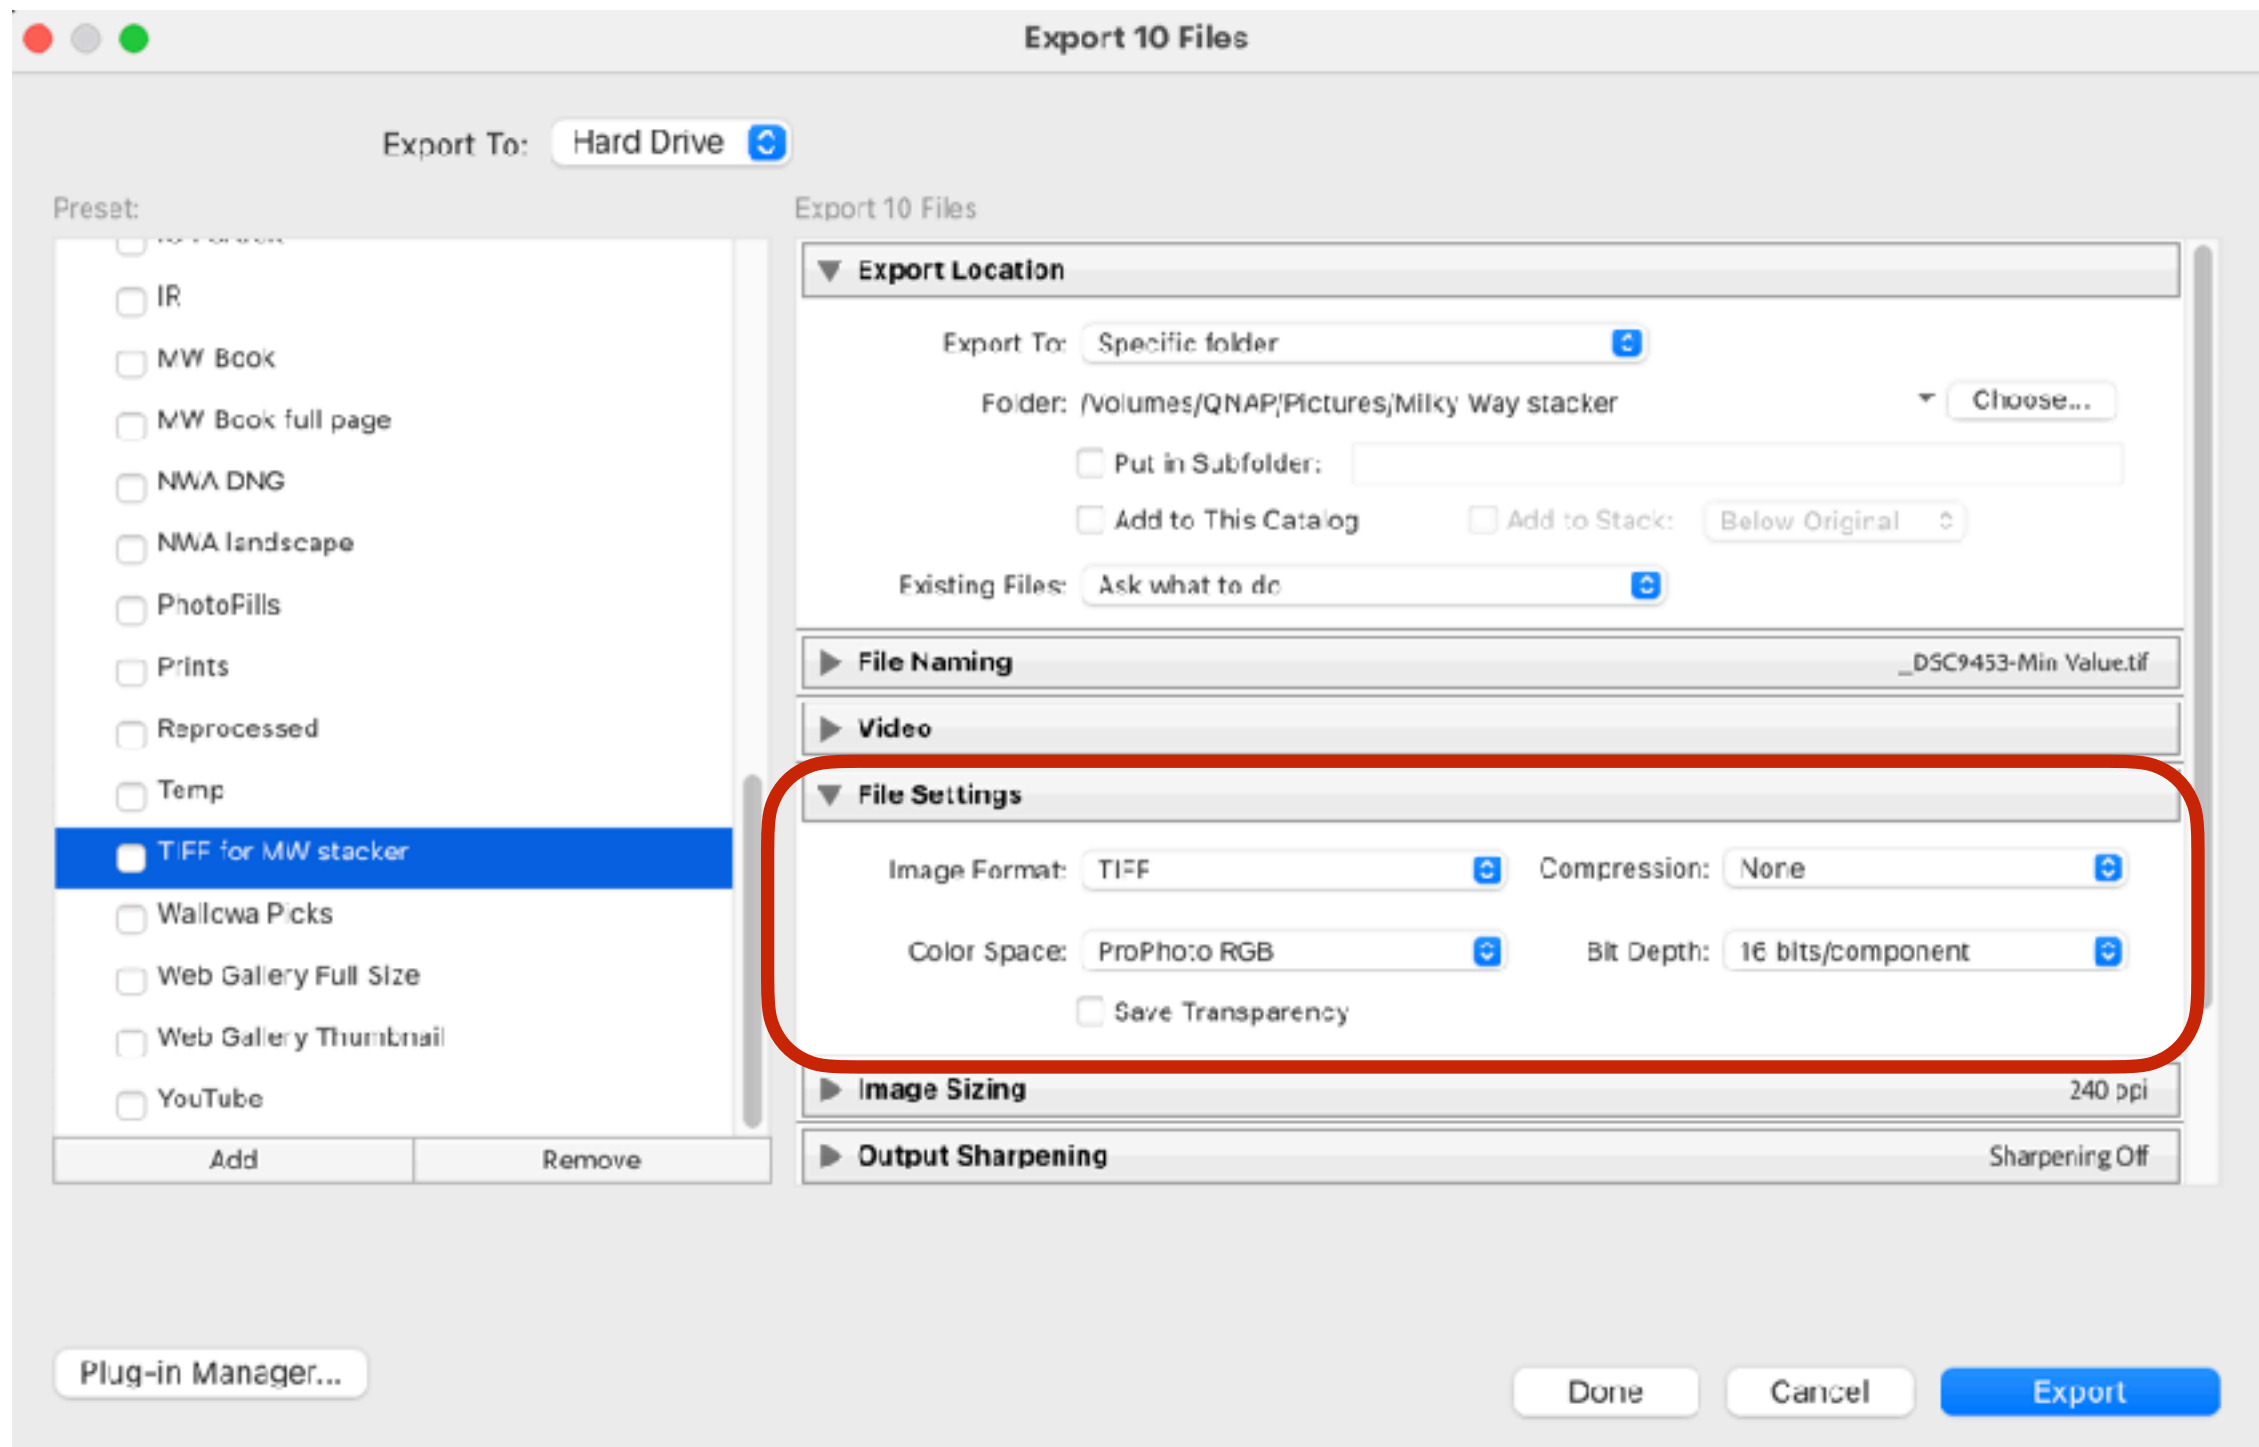 Export 10 Files
Export To: Hard Drive
Preset:
IR
MW Book
MW Book full page
NWA DNG
NWA landscape
PhotoPills
Prints
Reprocessed
Temp
TIFF for MW stacker
Wallowa Picks
Web Gallery Full Size
Web Gallery Thumbnail
YouTube
Add Remove
Export 10 Files
Export Location
Export To: Specific folder
Folder: /Volumes/QNAP/Pictures/Milky Way stacker Choose...
Put in Subfolder:
Add to This Catalog Add to Stack: Below Original
Existing Files: Ask what to do
File Naming _DSC9453-Min Value.tif
Video
File Settings
Image Format: TIFF Compression: None
Color Space: ProPhoto RGB Bit Depth: 16 bits/component
Save Transparency
Image Sizing 240 ppi
Output Sharpening Sharpening Off
Plug-in Manager...
Done Cancel Export